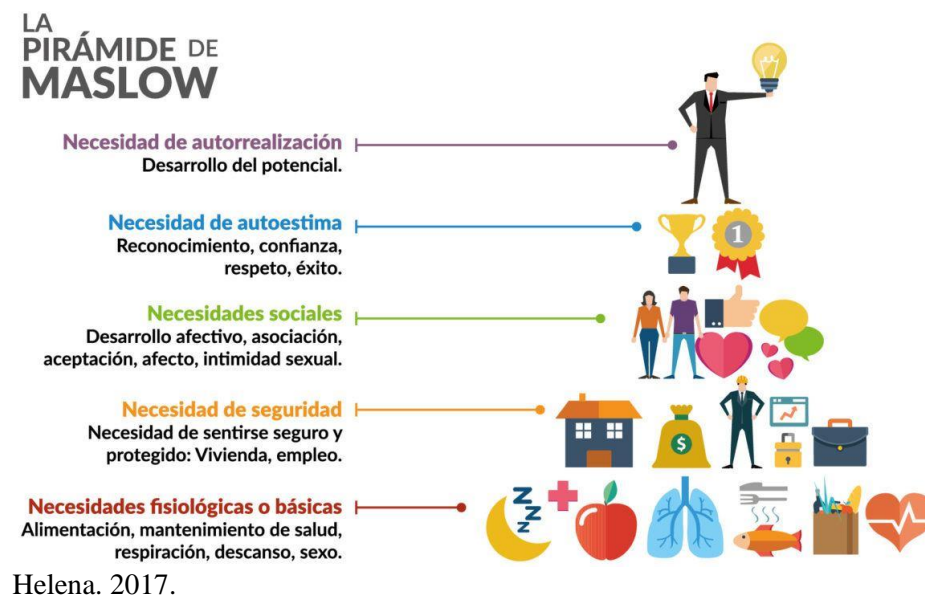 LA
PIRÁMIDE DE
MASLOW
Necesidad de autorrealización
Desarrollo del potencial.
Necesidad de autoestima
Reconocimiento, confianza,
respeto, éxito.
1
Necesidades sociales
Desarrollo afectivo, asociación,
aceptación, afecto, intimidad sexual.
Necesidad de seguridad
Necesidad de sentirse seguro y
protegido: Vivienda, empleo.
$
Necesidades fisiológicas o básicas
Alimentación, mantenimiento de salud,
respiración, descanso, sexo.
Z Z Z
Helena. 2017.